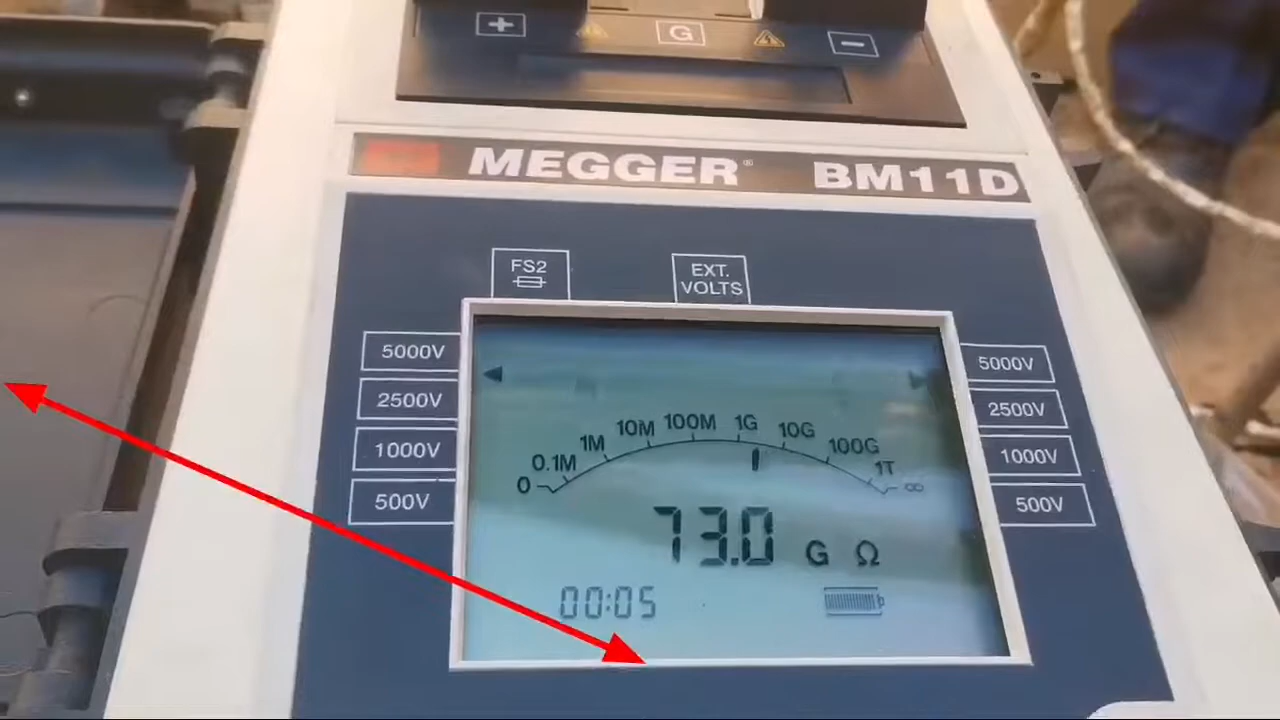 + G −
MEGGER® BM11D
FS2
EXT.
VOLTS
5000V
2500V
1000V
500V
5000V
2500V
1000V
500V
0 0.1M 1M 10M 100M 1G 10G 100G 1T ∞
73.0 G Ω
00:05